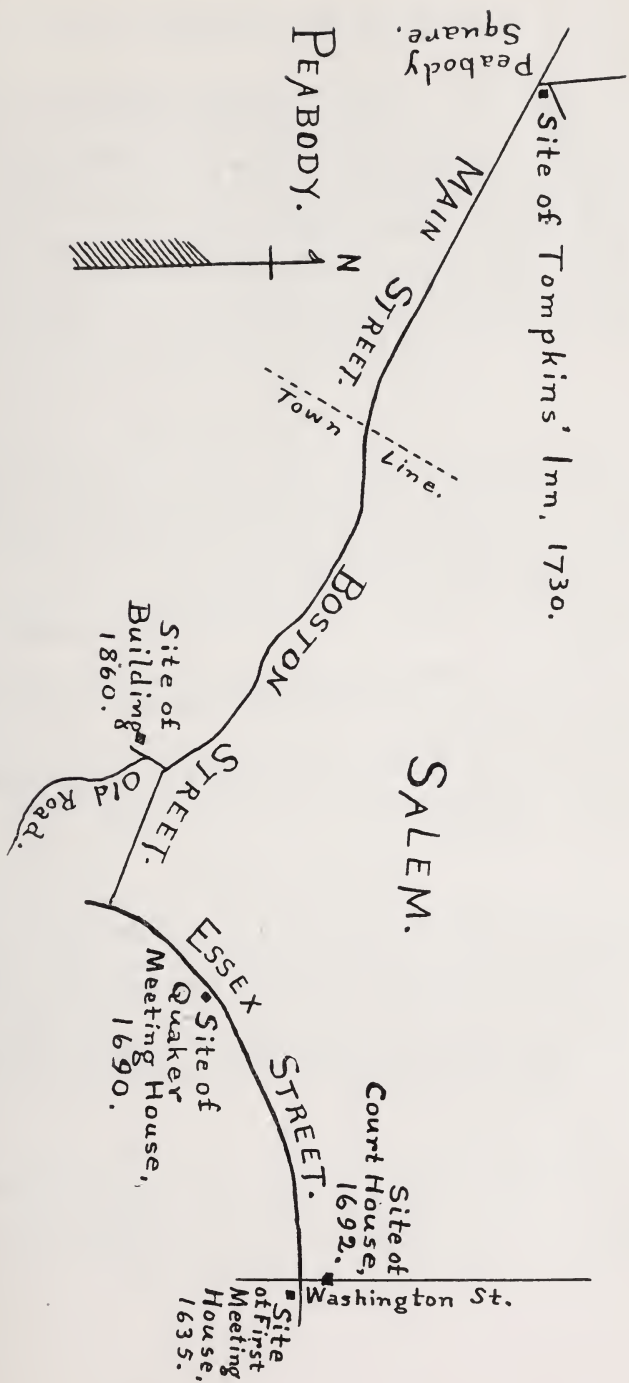 Peabody
Square.
Site of Tompkins' Inn, 1730.
PEABODY.
MAIN
STREET.
N
Town
Line.
BOSTON
STREET.
SALEM.
Site of
Building
1860.
Old Road.
ESSEX
STREET.
Site of
Quaker
Meeting House,
1690.
Site of
Court House,
1692.
Washington St.
Site
of First
Meeting
House,
1635.